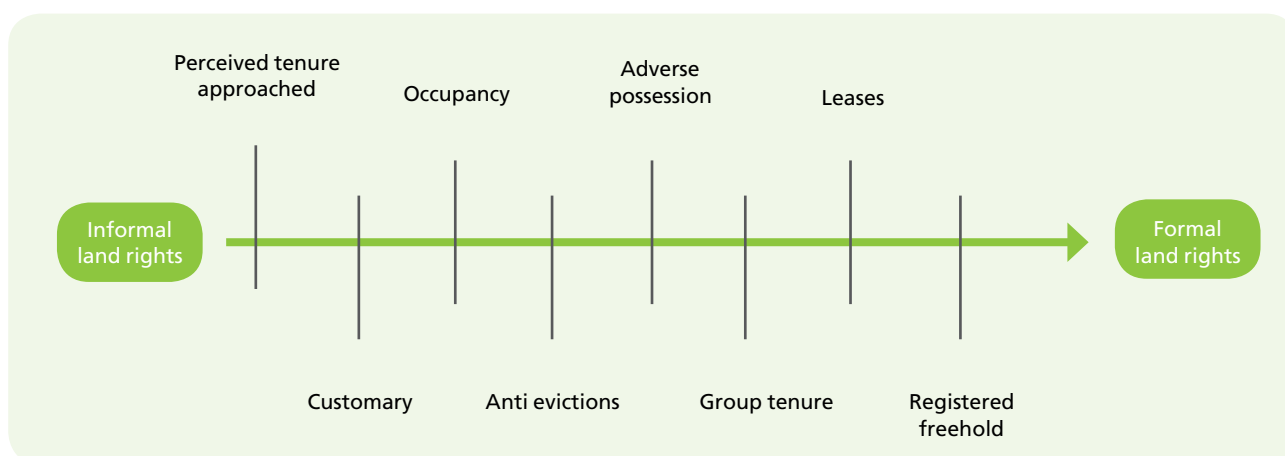 Perceived tenure
approached
Occupancy
Adverse
possession
Leases
Informal
land rights
Formal
land rights
Customary
Anti evictions
Group tenure
Registered
freehold